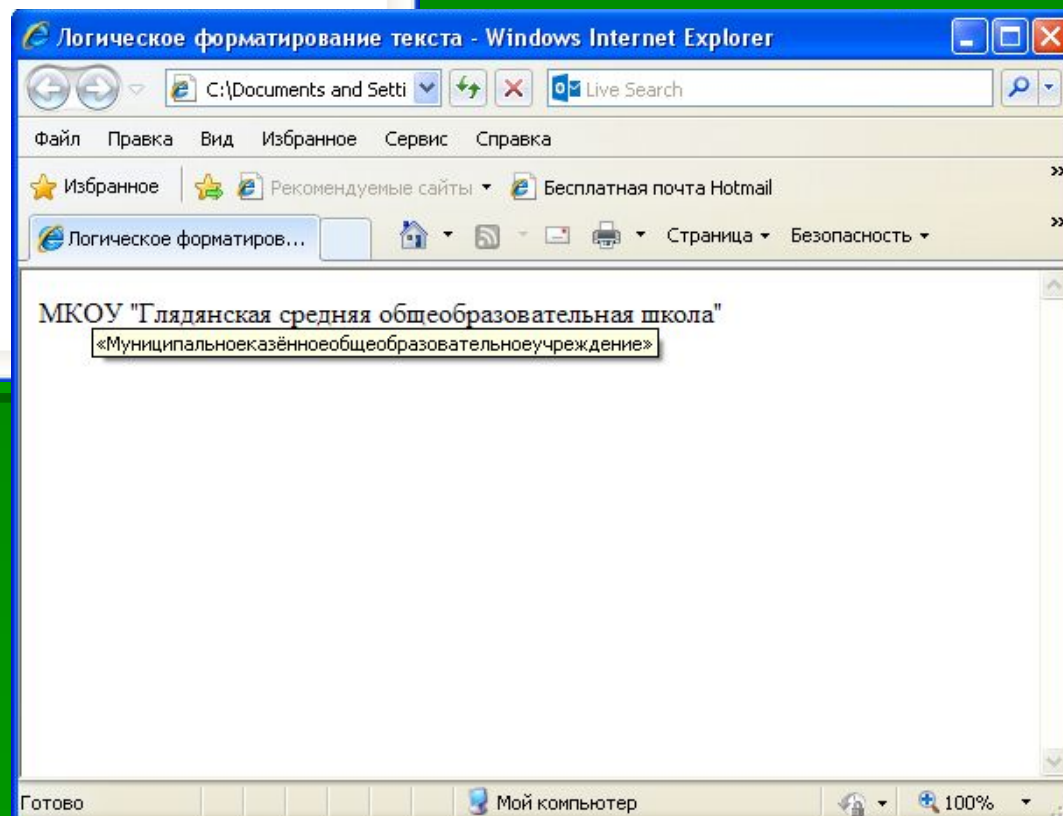 Логическое форматирование текста - Windows Internet Explorer
C:\Documents and Setti Live Search
Файл Правка Вид Избранное Сервис Справка
Избранное Рекомендуемые сайты Бесплатная почта Hotmail »
Логическое форматиров... Страница Безопасность »
МКОУ "Глядянская средняя общеобразовательная школа"
«Муниципальноеказённоеобщеобразовательноеучреждение»
Готово Мой компьютер 100%